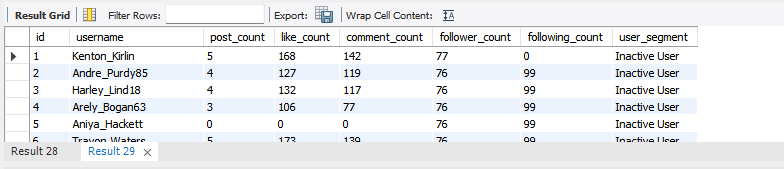 Result Grid Filter Rows: Export: Wrap Cell Content:
id username post_count like_count comment_count follower_count following_count user_segment
1 Kenton_Kirlin 5 168 142 77 0 Inactive User
2 Andre_Purdy85 4 127 119 76 99 Inactive User
3 Harley_Lind18 4 132 117 76 99 Inactive User
4 Arely_Bogan63 3 106 77 76 99 Inactive User
5 Aniya_Hackett 0 0 0 76 99 Inactive User
6 Travon_Waters 5 173 139 76 99 Inactive User
Result 28 Result 29